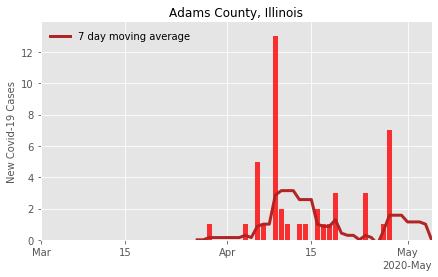 Adams County, Illinois
7 day moving average
New Covid-19 Cases
12
10
8
6
4
2
0
Mar
15
Apr
15
May
2020-May